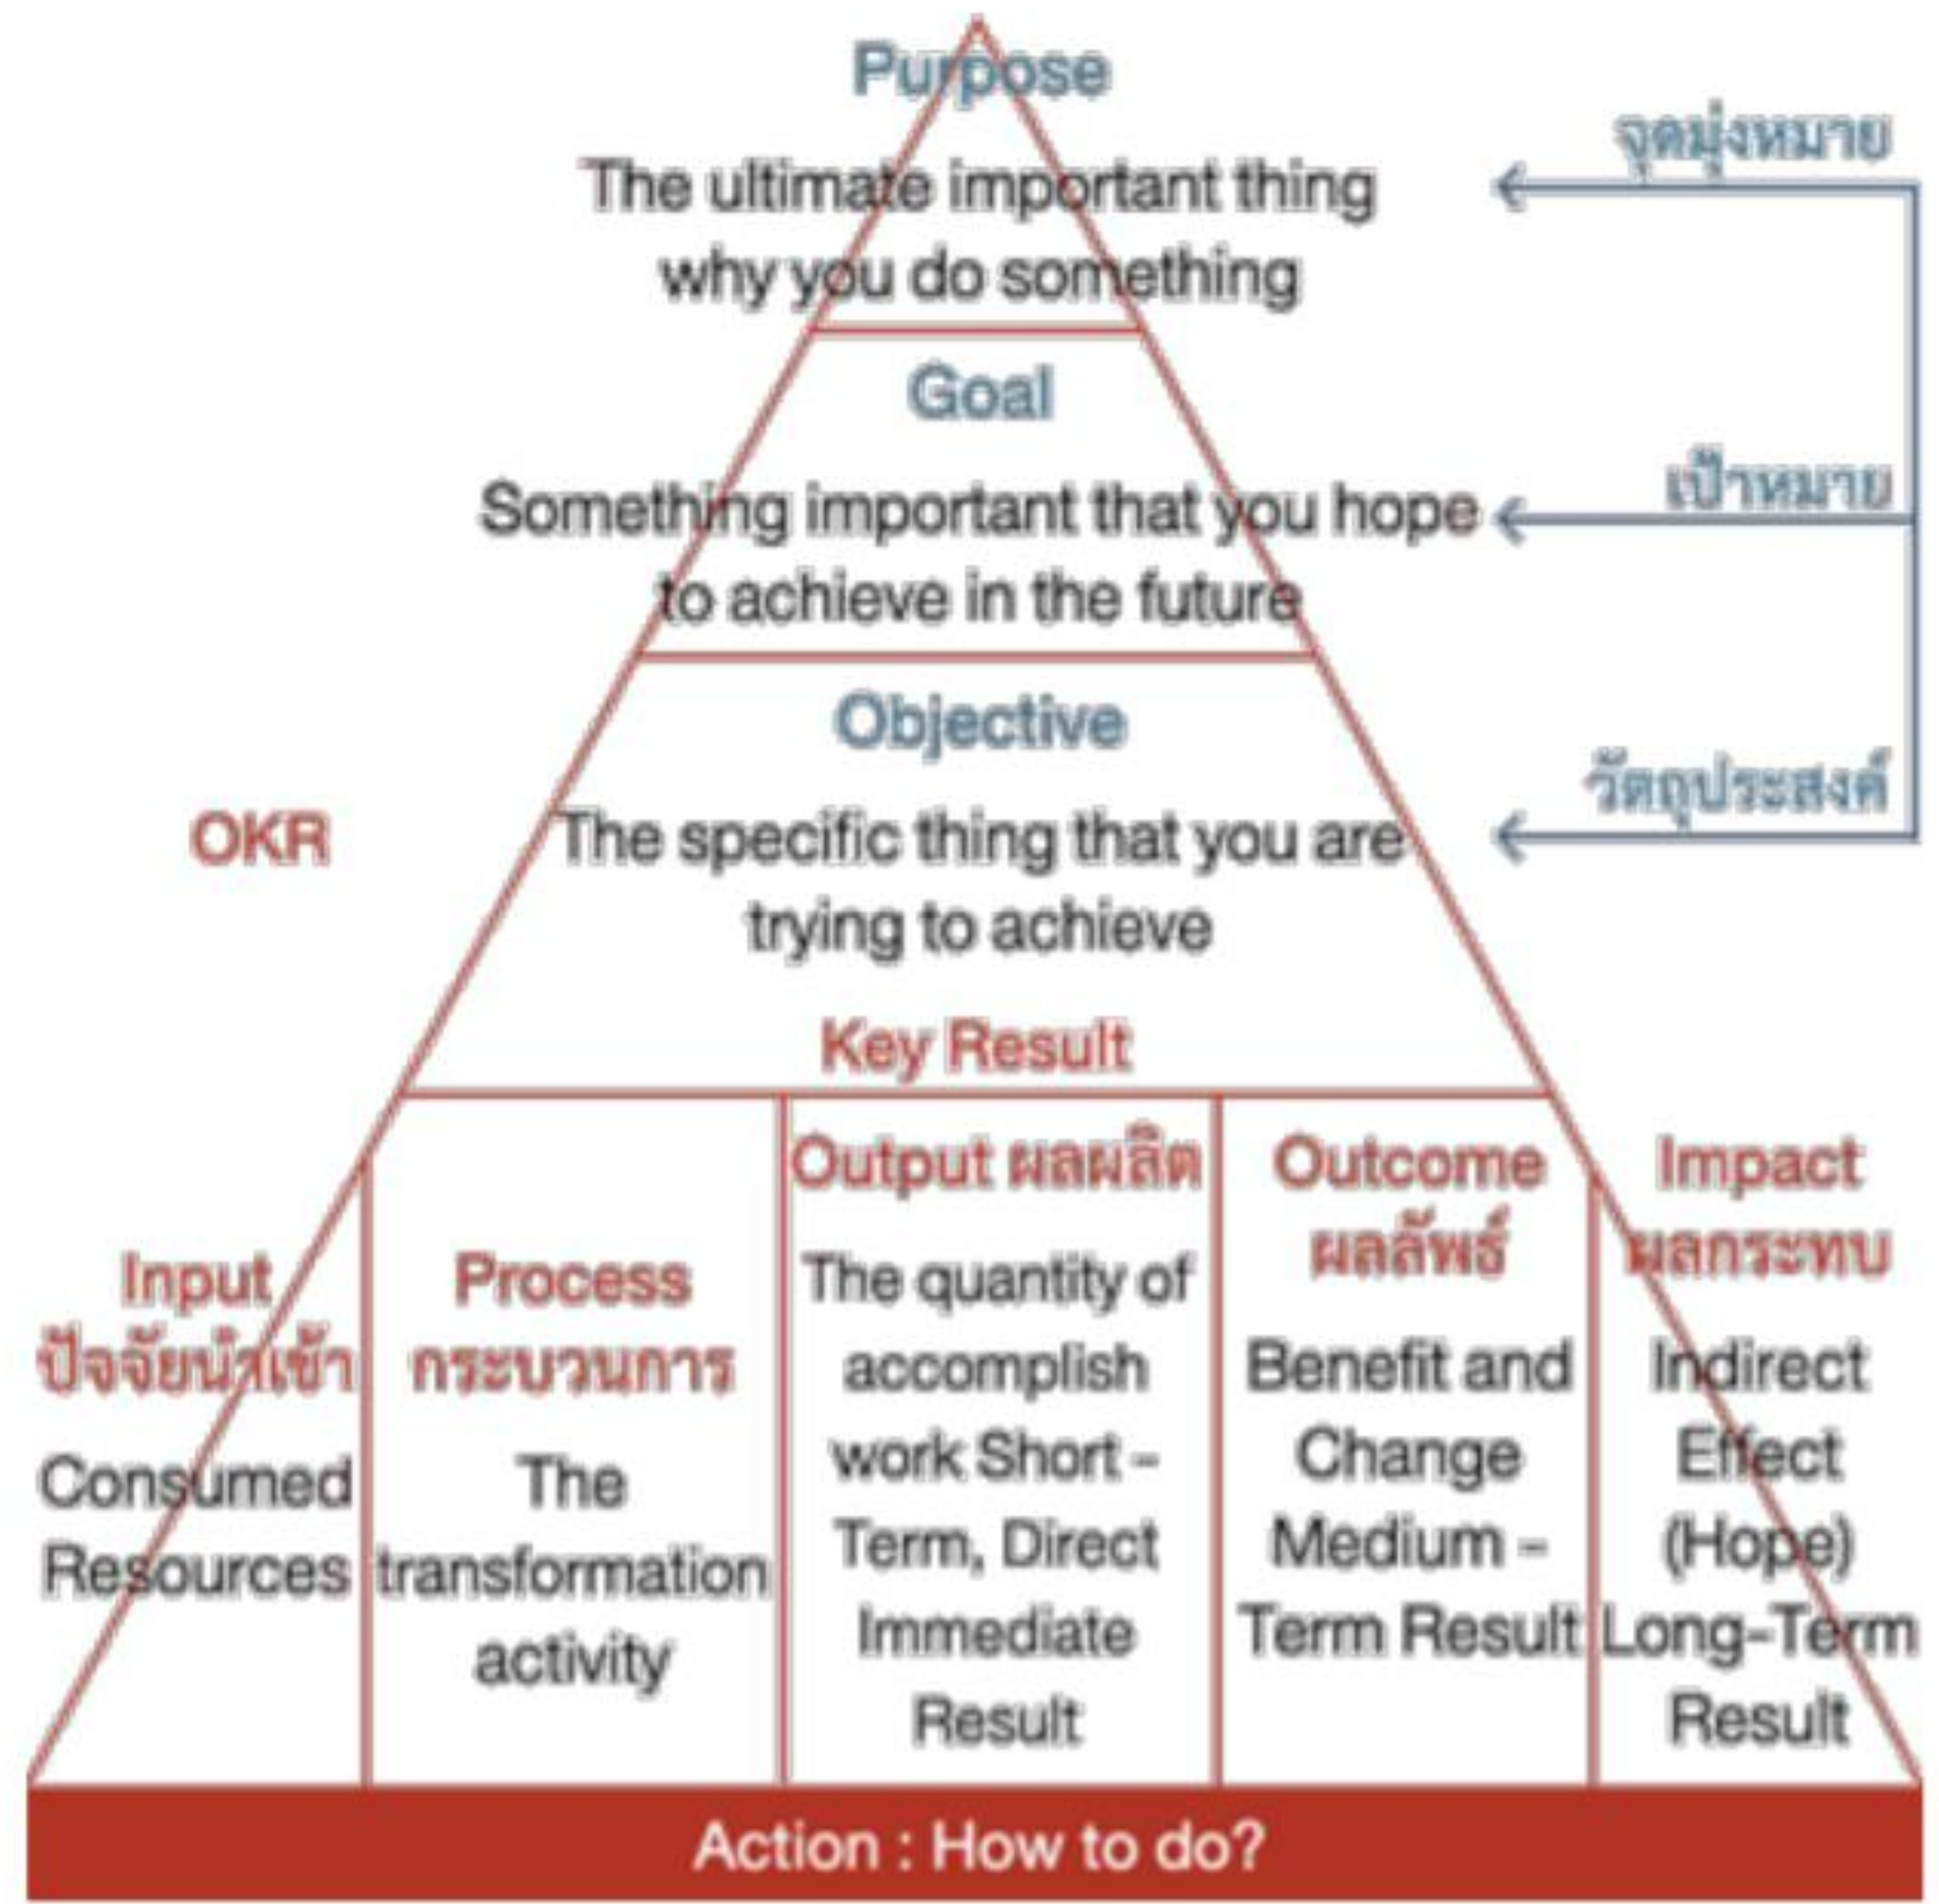 Purpose
The ultimate important thing
why you do something
จุดมุ่งหมาย
Goal
Something important that you hope
to achieve in the future
เป้าหมาย
Objective
The specific thing that you are
trying to achieve
วัตถุประสงค์
OKR
Key Result
Input
ปัจจัยนำเข้า
Consumed
Resources
Process
กระบวนการ
The
transformation
activity
Output ผลผลิต
The quantity of
accomplish
work Short –
Term, Direct
Immediate
Result
Outcome
ผลลัพธ์
Benefit and
Change
Medium –
Term Result
Impact
ผลกระทบ
Indirect
Effect
(Hope)
Long-Term
Result
Action : How to do?